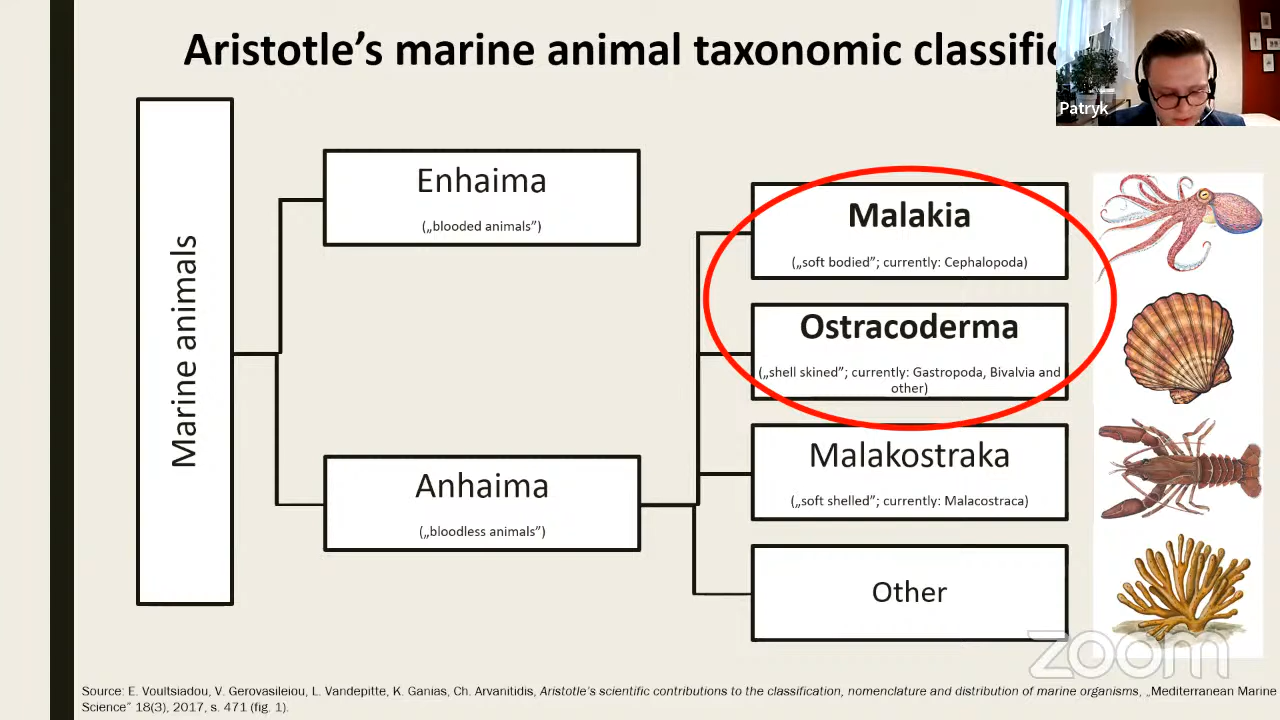 Aristotle’s marine animal taxonomic classific
Patryk
Marine animals
Enhaima
(„blooded animals”)
Anhaima
(„bloodless animals”)
Malakia
(„soft bodied”; currently: Cephalopoda)
Ostracoderma
(„shell skined”; currently: Gastropoda, Bivalvia and
other)
Malakostraka
(„soft shelled”; currently: Malacostraca)
Other
zoom
Source: E. Voultsiadou, V. Gerovasileiou, L. Vandepitte, K. Ganias, Ch. Arvanitidis, Aristotle’s scientific contributions to the classification, nomenclature and distribution of marine organisms, „Mediterranean Marine
Science” 18(3), 2017, s. 471 (fig. 1).